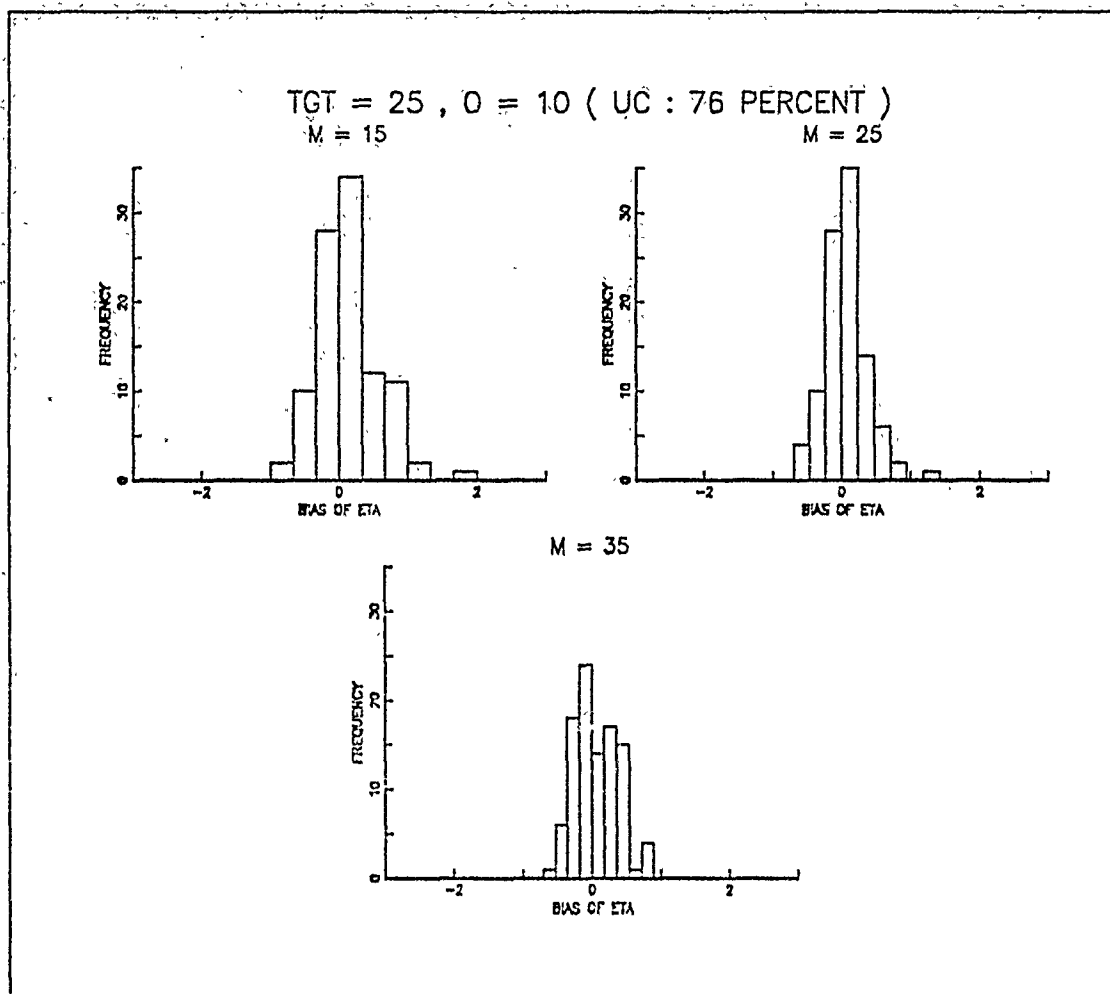 TGT = 25 , O = 10 ( UC : 76 PERCENT )
M = 15
FREQUENCY
0 10 20 30
-2 0 2
BIAS OF ETA
M = 25
FREQUENCY
0 10 20 30
-2 0 2
BIAS OF ETA
M = 35
FREQUENCY
0 10 20 30
-2 0 2
BIAS OF ETA